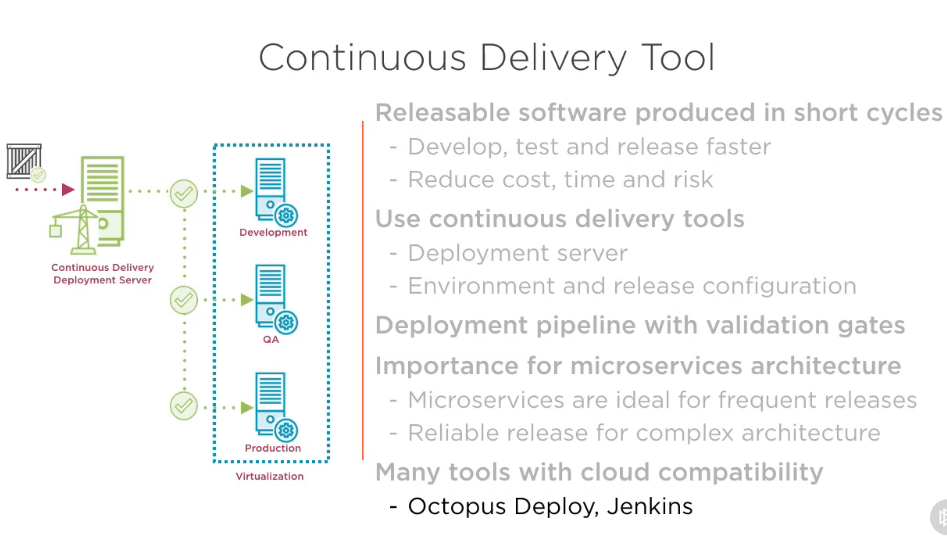 Continuous Delivery Tool
Continuous Delivery
Deployment Server
Development
QA
Production
Virtualization
Releasable software produced in short cycles
- Develop, test and release faster
- Reduce cost, time and risk
Use continuous delivery tools
- Deployment server
- Environment and release configuration
Deployment pipeline with validation gates
Importance for microservices architecture
- Microservices are ideal for frequent releases
- Reliable release for complex architecture
Many tools with cloud compatibility
- Octopus Deploy, Jenkins